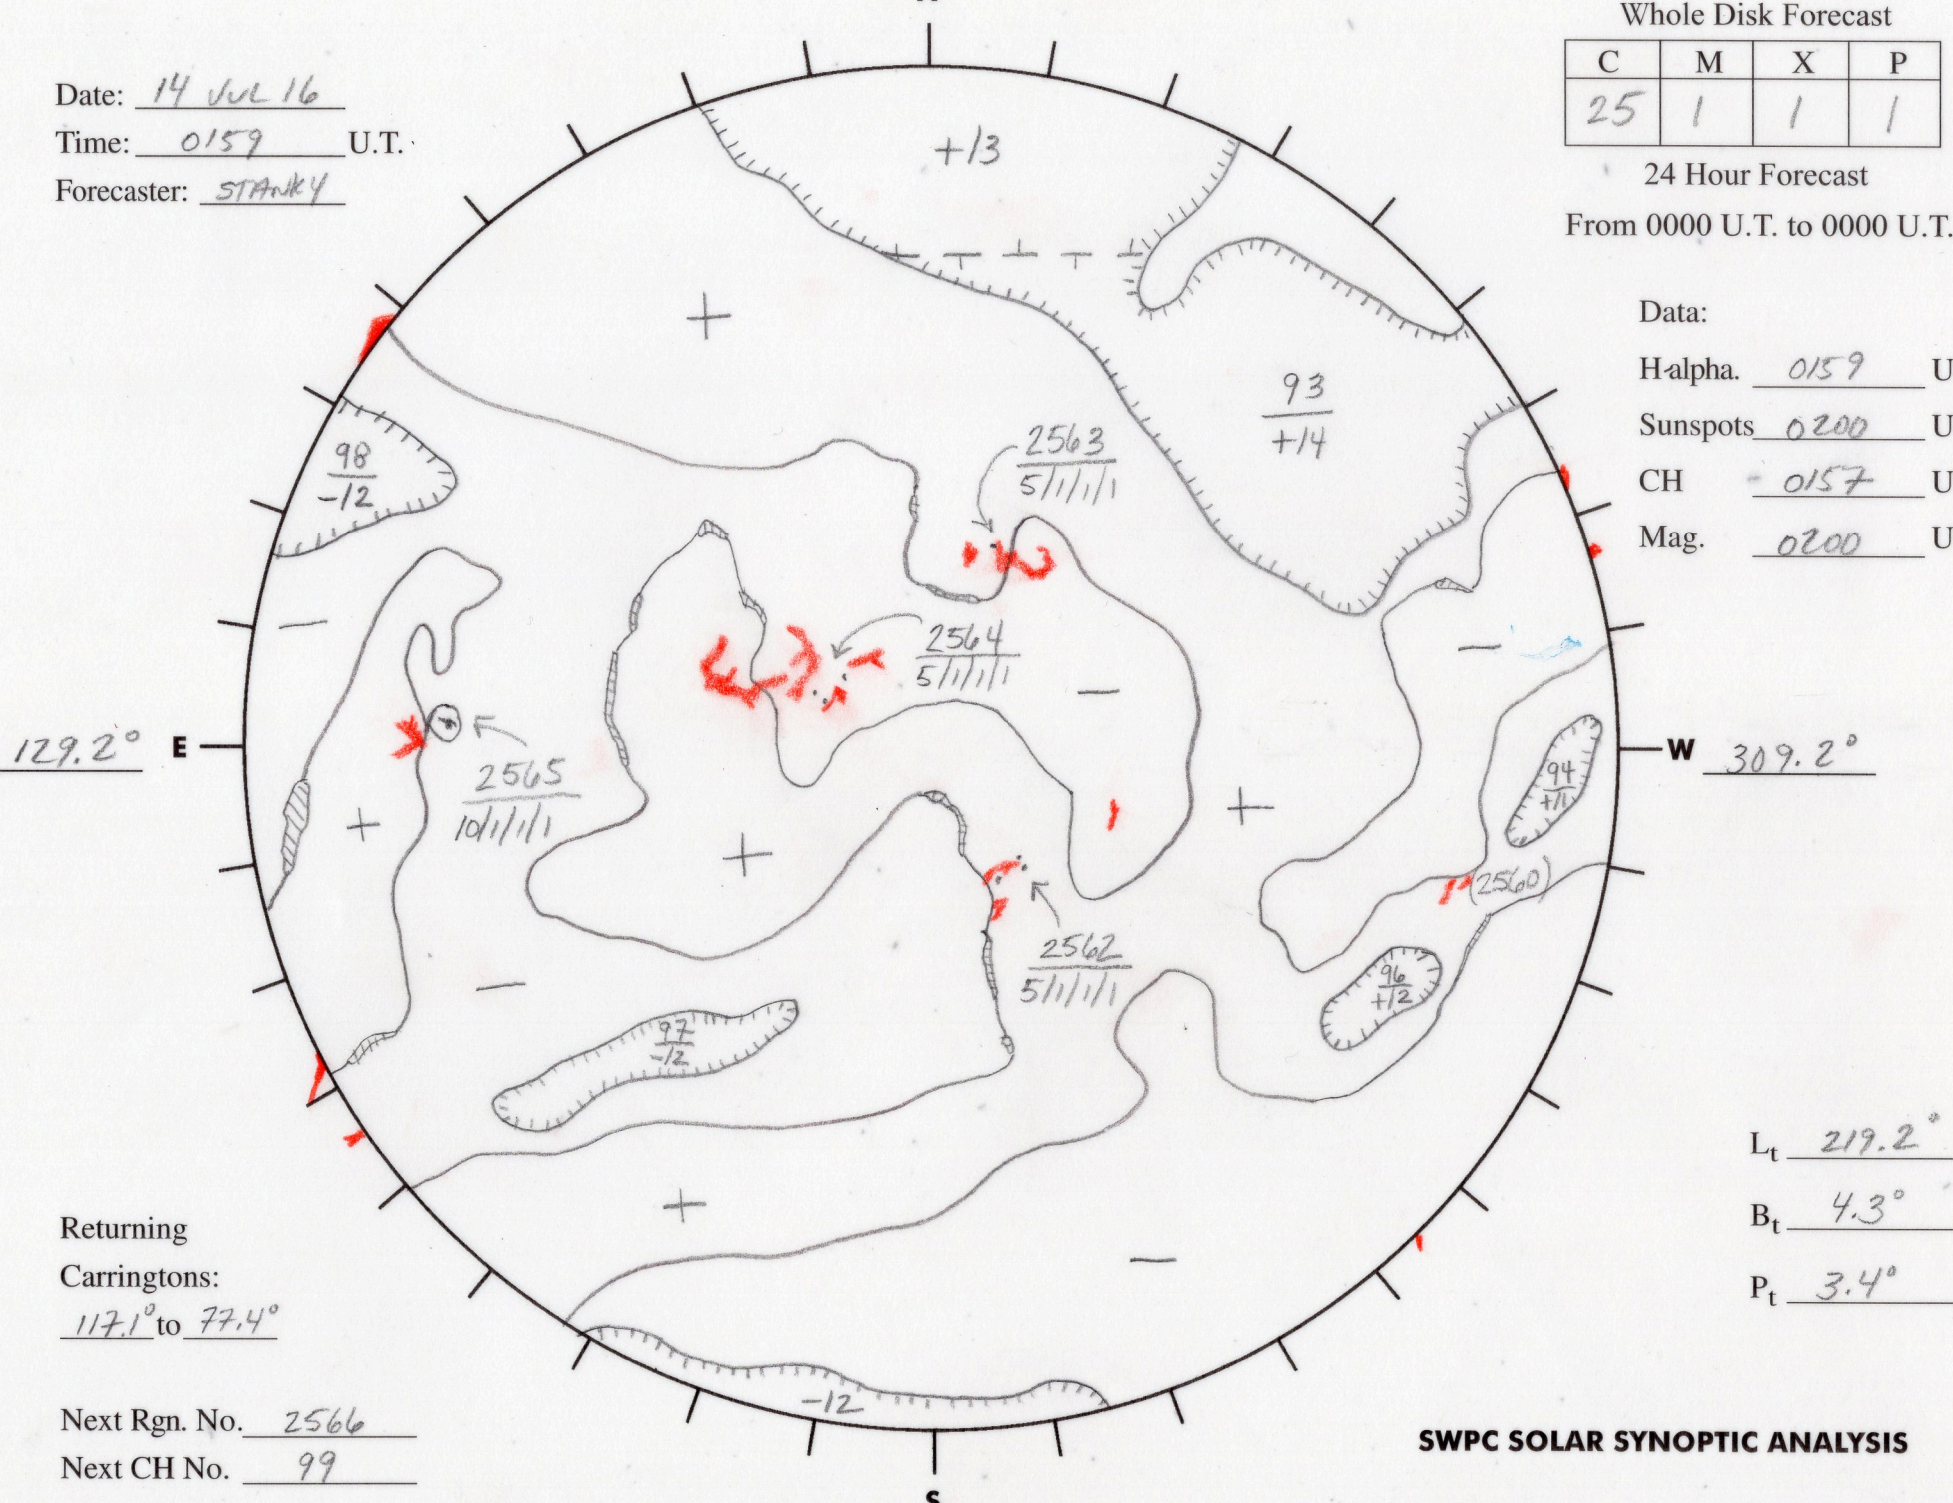 Whole Disk Forecast
C M X P
25 1 1 1
24 Hour Forecast
From 0000 U.T. to 0000 U.T.
Date: 14 JUL 16
Time: 0159 U.T.
Forecaster: STANKY
Data:
H-alpha. 0159 U
Sunspots 0200 U
CH 0157 U
Mag. 0200 U
+13
+
93
+14
98
-12
2563
5/1/1/1/1
2564
5/1/1/1/1
−
−
−
129.2° E
W 309.2°
2565
10/1/1/1/1
94
+11
+
+
+
(2560)
2562
5/1/1/1/1
96
+12
−
97
-12
+
−
-12
S
Lt 219.2°
Bt 4.3°
Pt 3.4°
Returning
Carringtons:
117.1° to 77.4°
Next Rgn. No. 2566
Next CH No. 99
SWPC SOLAR SYNOPTIC ANALYSIS